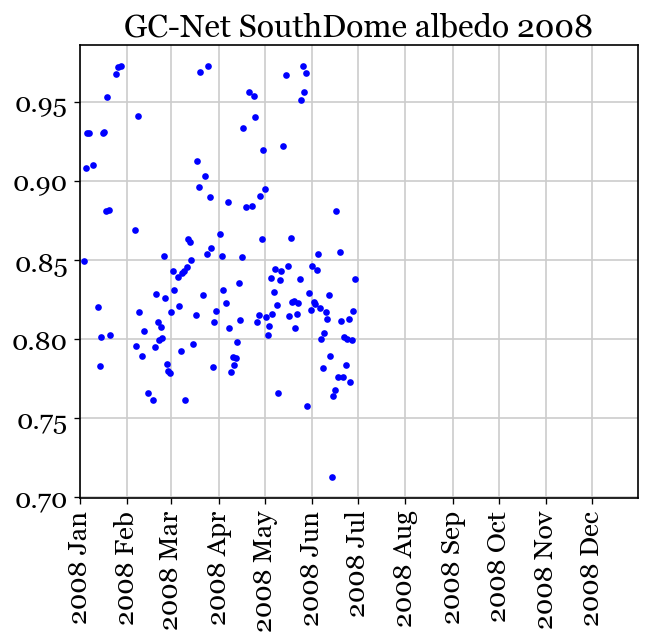 GC-Net SouthDome albedo 2008
0.95
0.90
0.85
0.80
0.75
0.70
2008 Jan
2008 Feb
2008 Mar
2008 Apr
2008 May
2008 Jun
2008 Jul
2008 Aug
2008 Sep
2008 Oct
2008 Nov
2008 Dec